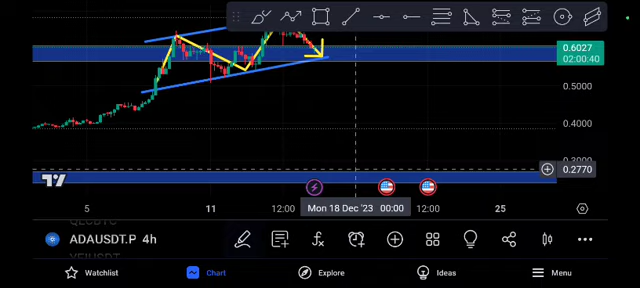 0.6027
02:00:40
0.5000
0.4000
0.3000
0.2770
TV
5
11
12:00
Mon 18 Dec '23 00:00
12:00
25
ADAUSDT.P 4h
Watchlist
Chart
Explore
Ideas
Menu